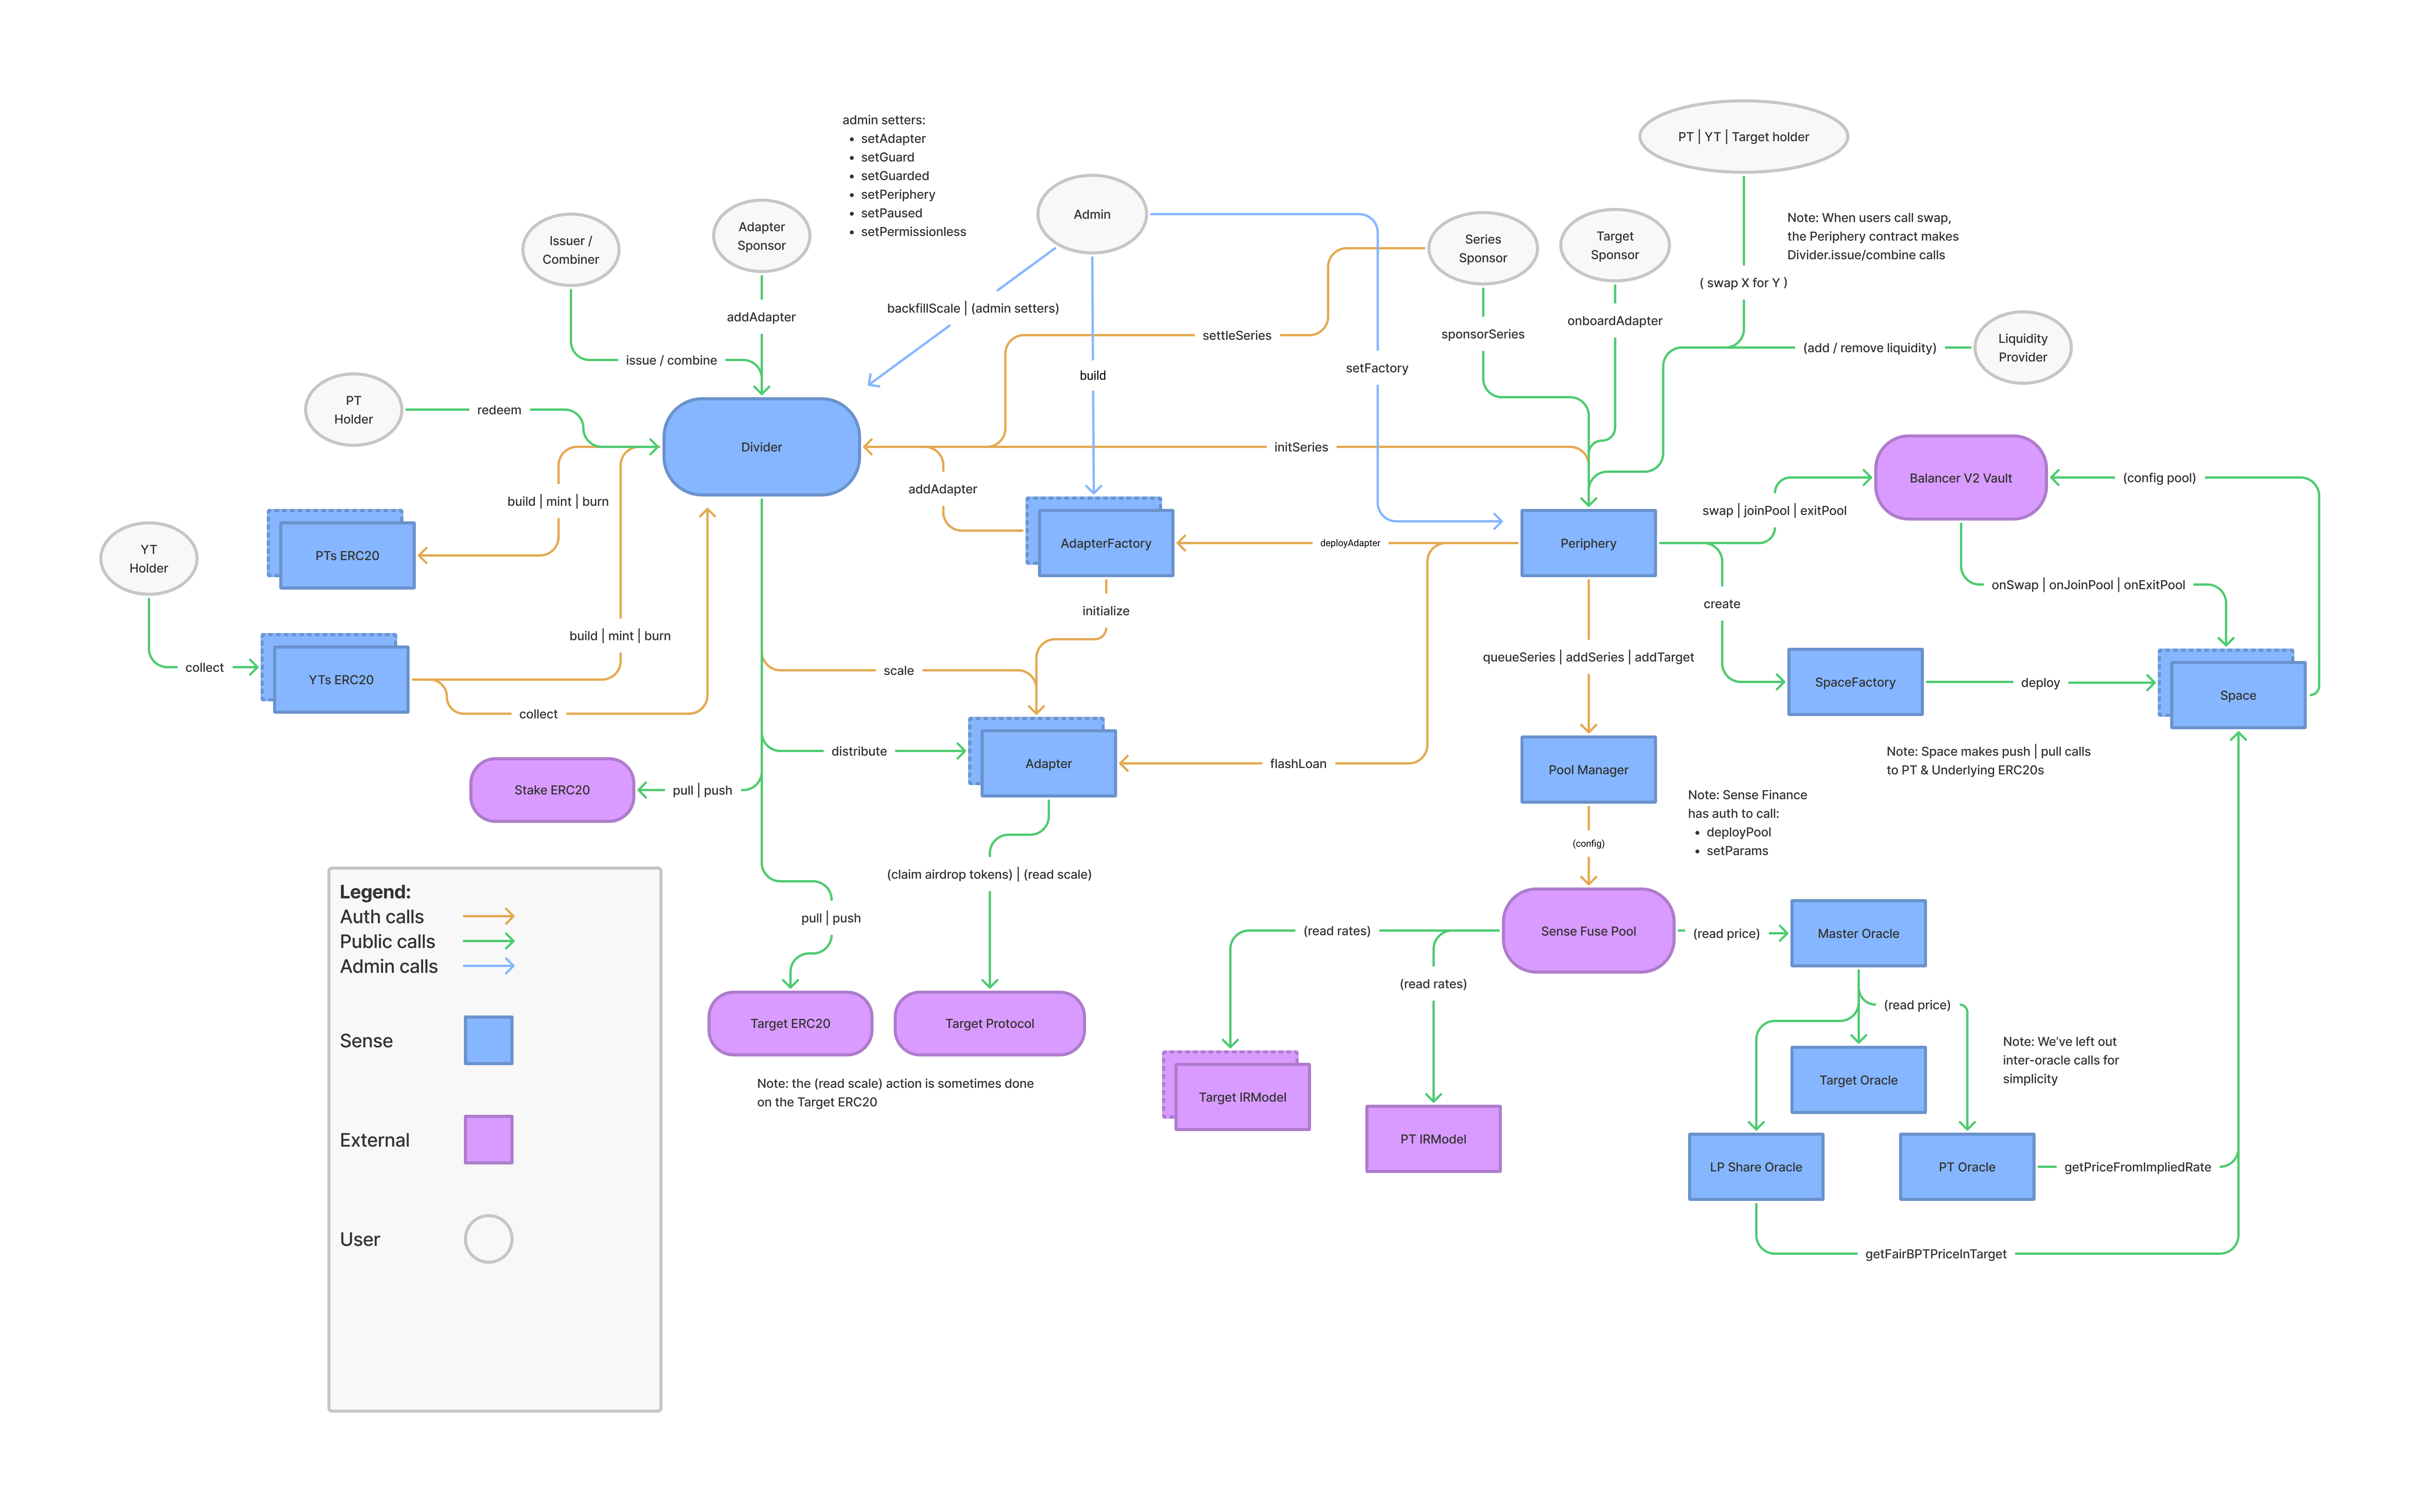 admin setters:
• setAdapter
• setGuard
• setGuarded
• setPeriphery
• setPaused
• setPermissionless
PT | YT | Target holder
Admin
Issuer /
Combiner
Adapter
Sponsor
Series
Sponsor
Target
Sponsor
Note: When users call swap,
the Periphery contract makes
Divider.issue/combine calls
( swap X for Y )
backfillScale | (admin setters)
addAdapter
settleSeries
sponsorSeries
onboardAdapter
Liquidity
Provider
(add / remove liquidity)
issue / combine
build
setFactory
PT
Holder
redeem
Divider
initSeries
addAdapter
Balancer V2 Vault
(config pool)
build | mint | burn
swap | joinPool | exitPool
PTs ERC20
YT
Holder
AdapterFactory
deployAdapter
Periphery
onSwap | onJoinPool | onExitPool
initialize
create
build | mint | burn
collect
YTs ERC20
scale
queueSeries | addSeries | addTarget
SpaceFactory
deploy
Space
collect
distribute
Adapter
flashLoan
Pool Manager
Note: Space makes push | pull calls
to PT & Underlying ERC20s
Stake ERC20
pull | push
Note: Sense Finance
has auth to call:
• deployPool
• setParams
(config)
(claim airdrop tokens) | (read scale)
pull | push
Legend:
Auth calls
Public calls
Admin calls
Sense
External
User
(read rates)
Sense Fuse Pool
(read price)
Master Oracle
(read rates)
(read price)
Target ERC20
Target Protocol
Note: We've left out
inter-oracle calls for
simplicity
Note: the (read scale) action is sometimes done
on the Target ERC20
Target IRModel
Target Oracle
PT IRModel
LP Share Oracle
PT Oracle
getPriceFromImpliedRate
getFairBPTPriceInTarget